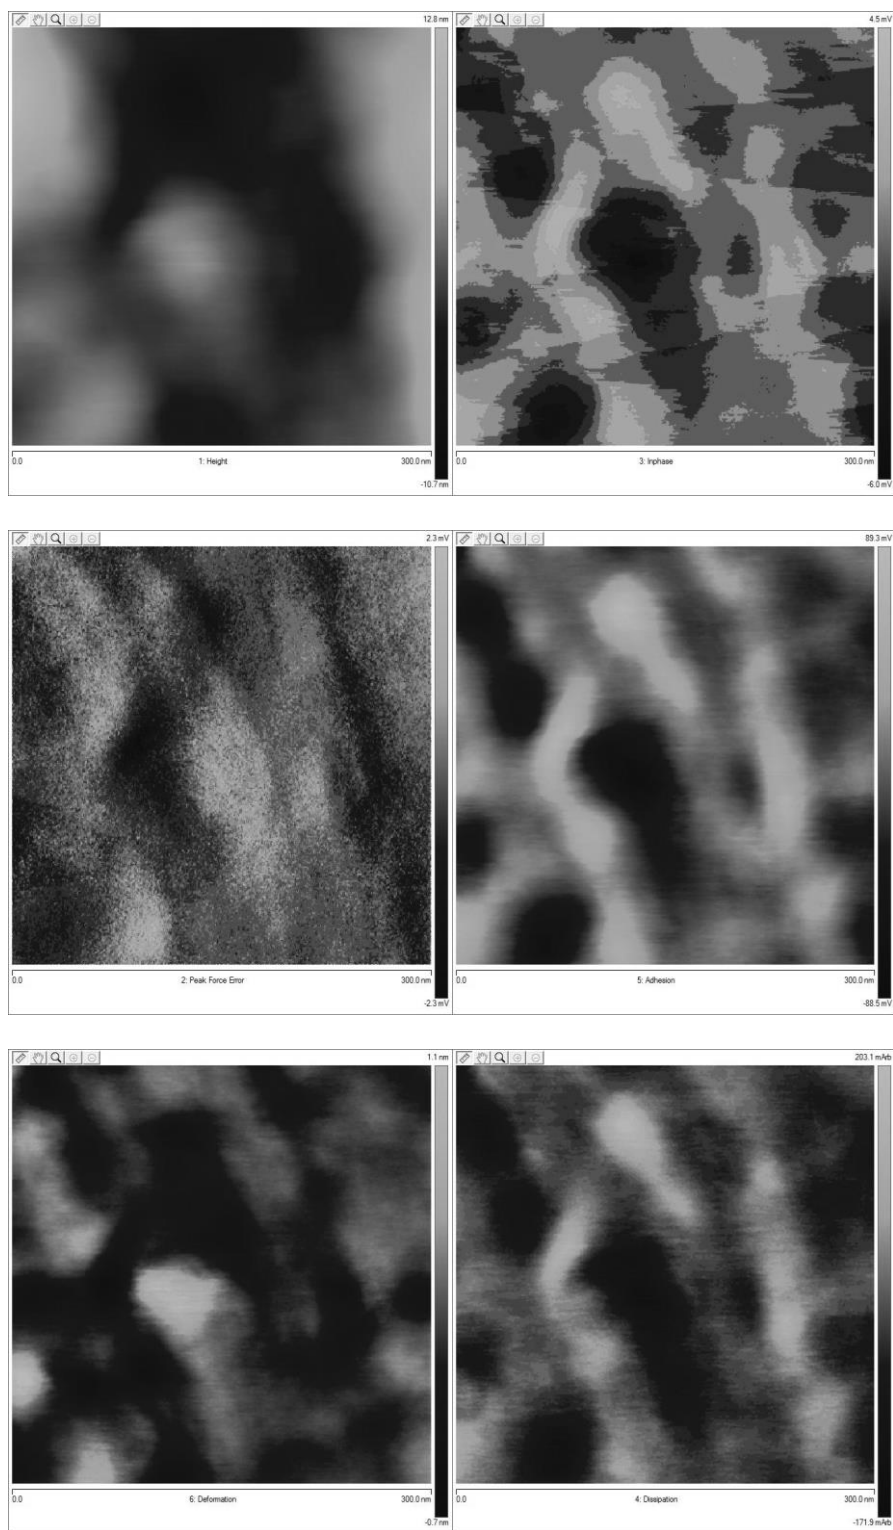 12.8 nm
4.5 mV
0.0 1: Height 300.0 nm
-10.7 nm
0.0 3: Inphase 300.0 nm
-6.0 mV
2.3 mV
89.3 mV
0.0 2: Peak Force Error 300.0 nm
-2.3 mV
0.0 5: Adhesion 300.0 nm
-88.5 mV
1.1 nm
203.1 mArb
0.0 6: Deformation 300.0 nm
-0.7 nm
0.0 4: Dissipation 300.0 nm
-171.9 mArb